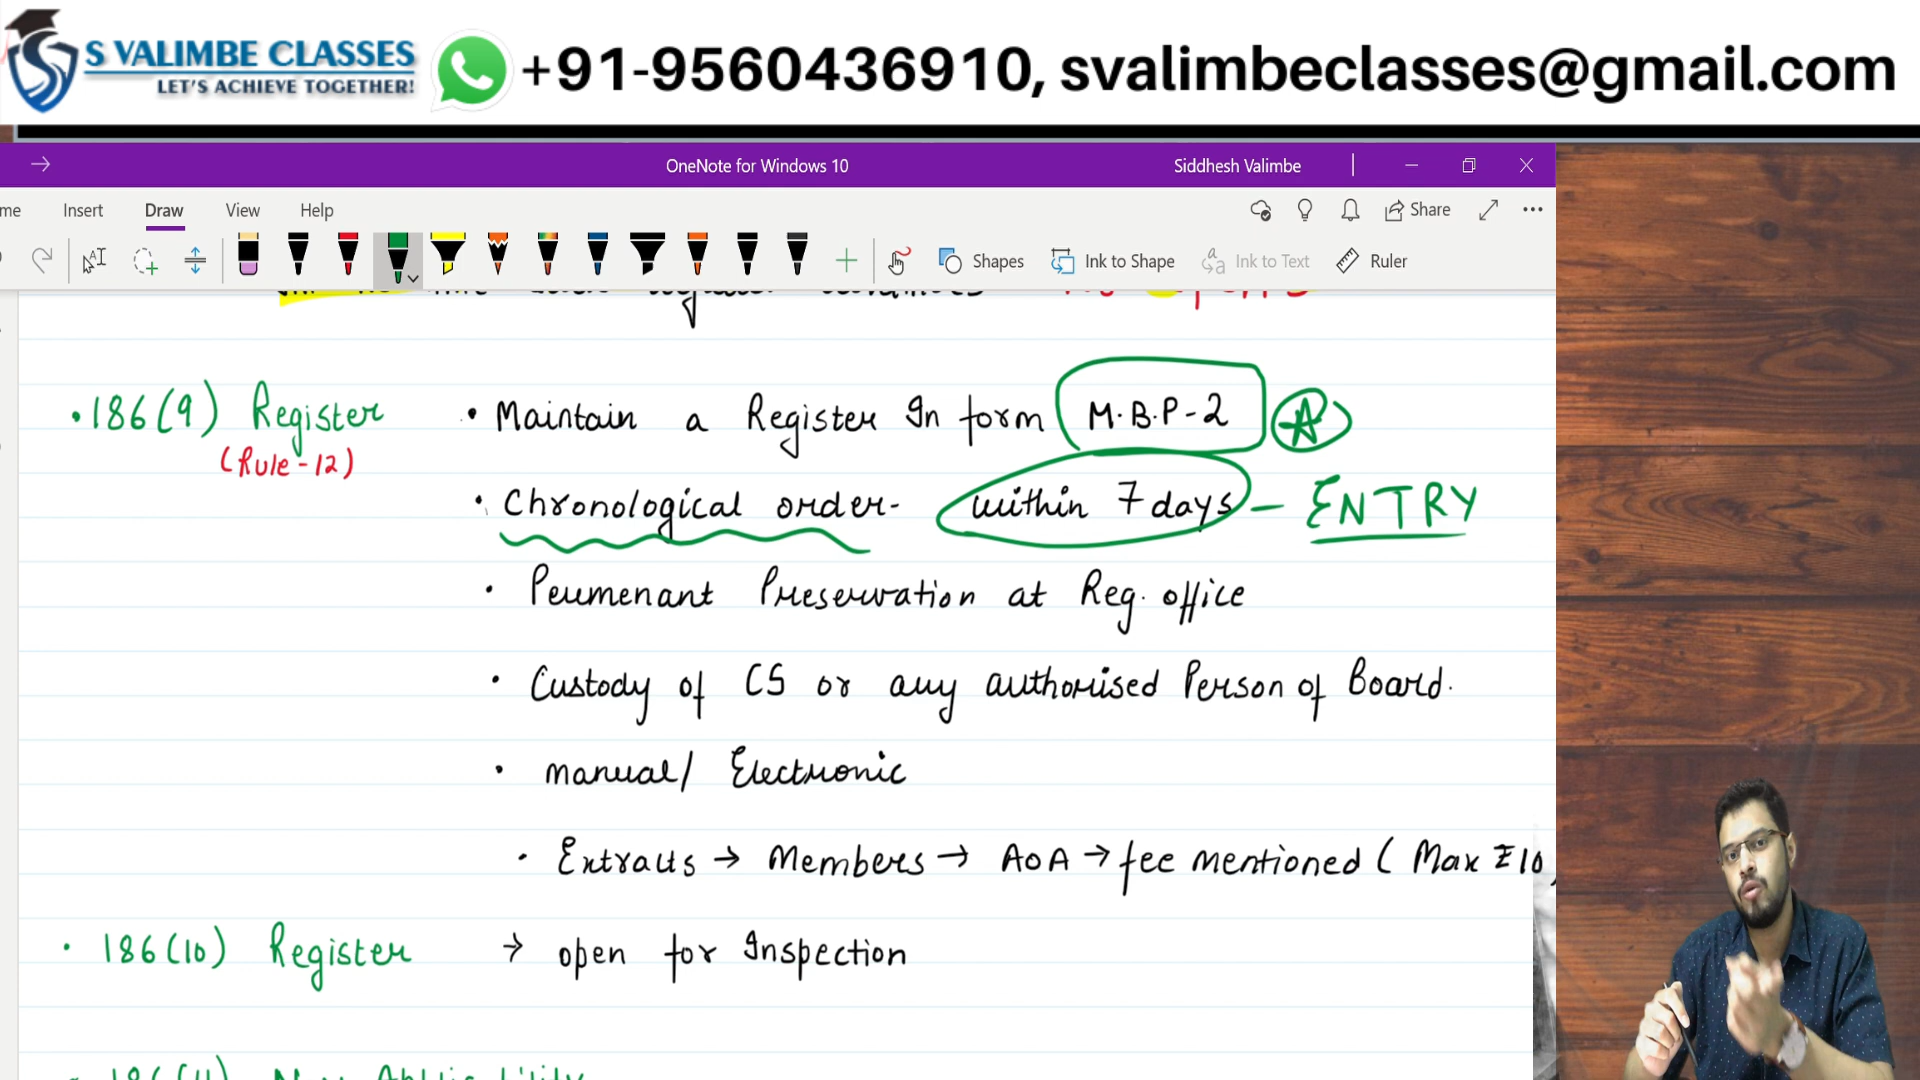 S VALIMBE CLASSES
LET'S ACHIEVE TOGETHER!
+91-9560436910, svalimbeclasses@gmail.com
OneNote for Windows 10
Siddhesh Valimbe
me Insert Draw View Help
Share
Shapes Ink to Shape Ink to Text Ruler
• 186(9) Register • Maintain a Register In form M.B.P-2
(Rule-12)
• Chronological order- within 7 days - ENTRY
• Peumenant Preservation at Reg. office
• Custody of CS or any authorised Person of Board.
• manual/ Electronic
• Extracts → Members → AOA → fee mentioned ( Max ₹10
• 186(10) Register → open for Inspection